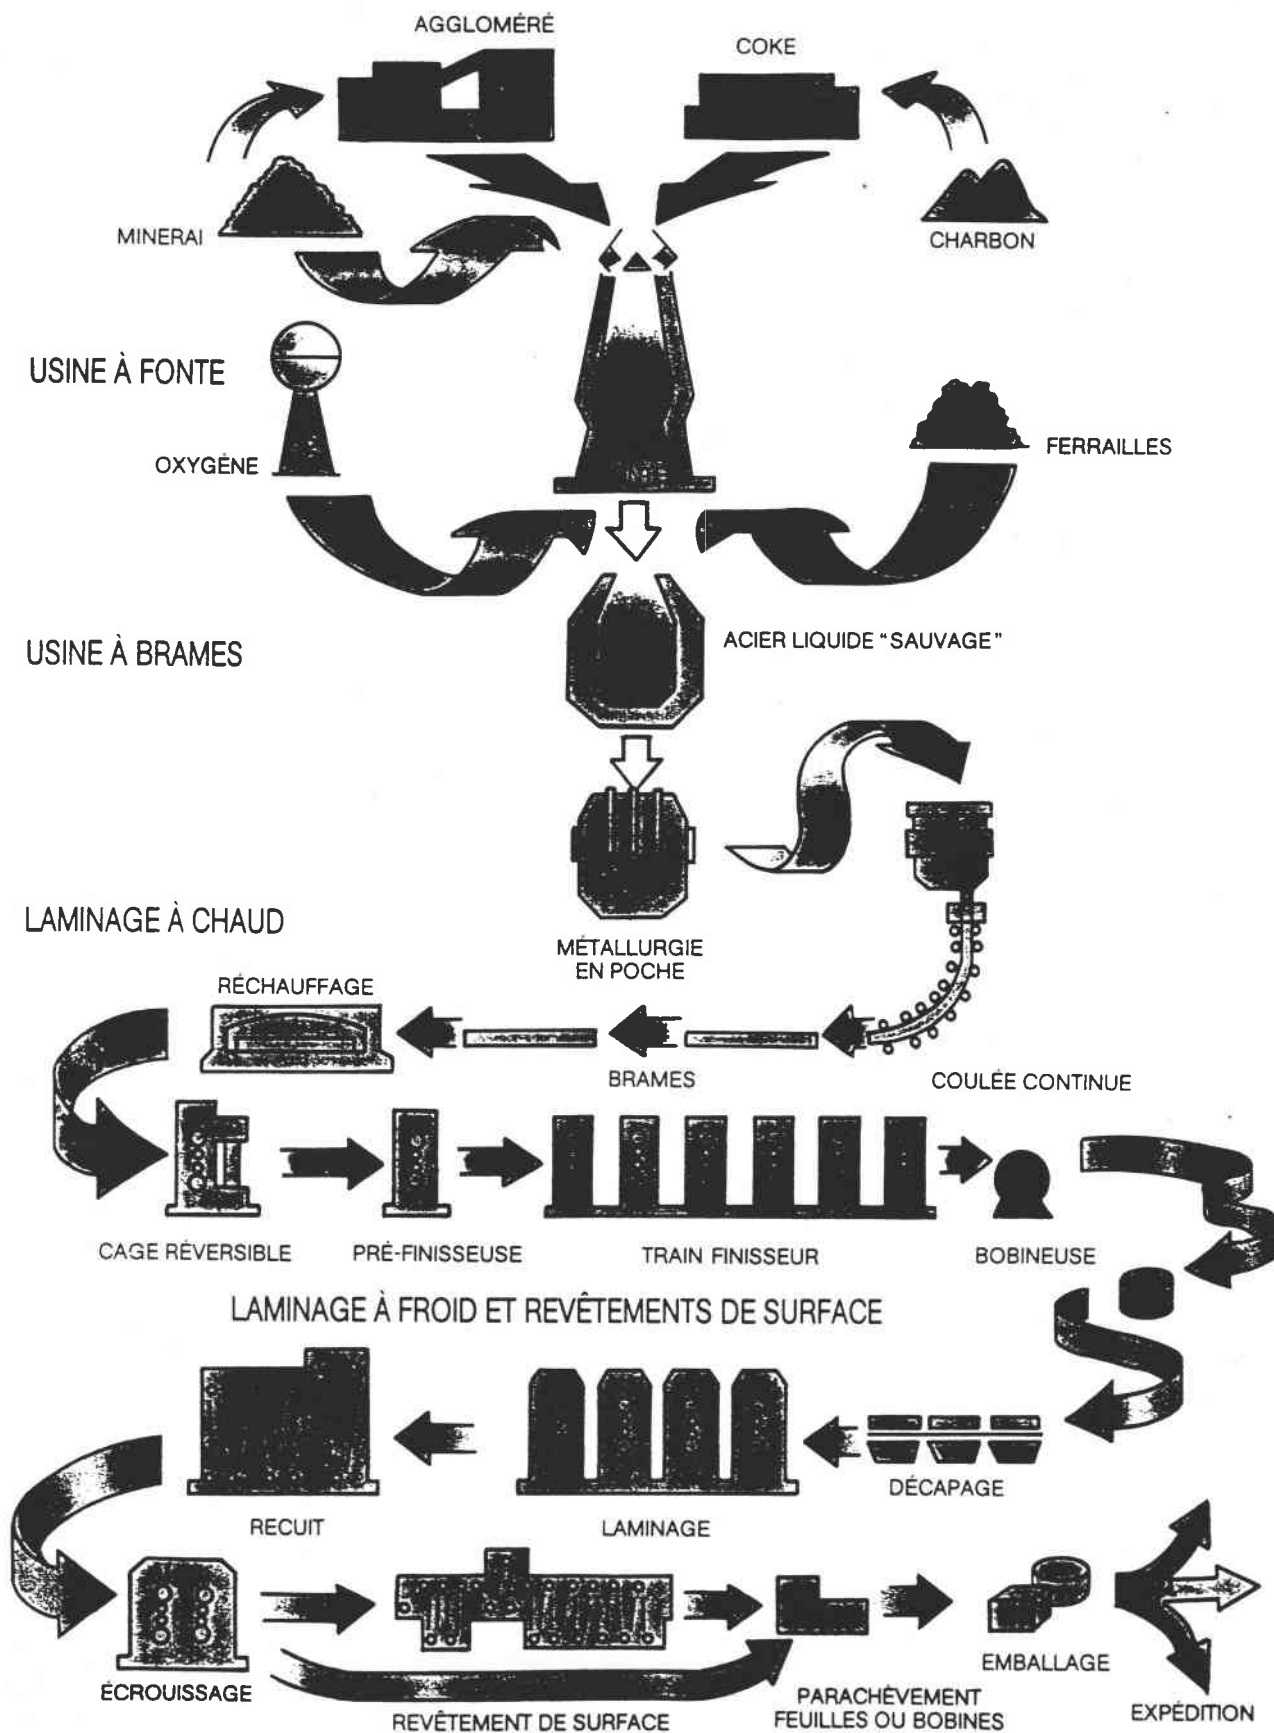 AGGLOMÉRÉ
COKE
MINERAI
CHARBON
USINE À FONTE
OXYGÈNE
FERRAILLES
USINE À BRAMES
ACIER LIQUIDE "SAUVAGE"
LAMINAGE À CHAUD
MÉTALLURGIE
EN POCHE
RÉCHAUFFAGE
BRAMES
COULÉE CONTINUE
CAGE RÉVERSIBLE
PRÉ-FINISSEUSE
TRAIN FINISSEUR
BOBINEUSE
LAMINAGE À FROID ET REVÊTEMENTS DE SURFACE
DÉCAPAGE
RECUIT
LAMINAGE
ÉCROUISSAGE
REVÊTEMENT DE SURFACE
PARACHÈVEMENT
FEUILLES OU BOBINES
EMBALLAGE
EXPÉDITION